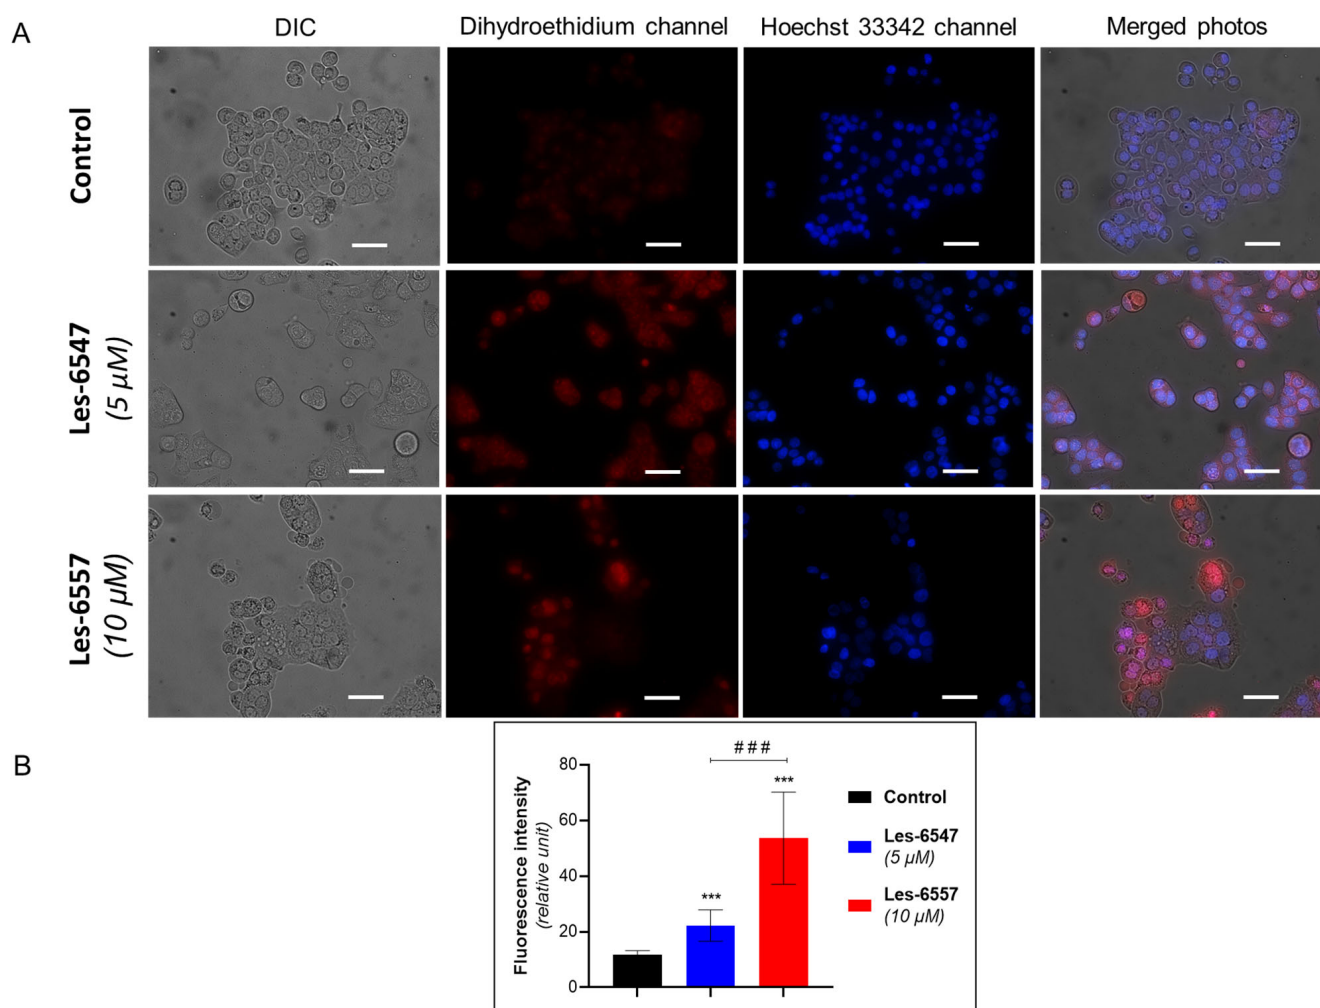 A
DIC
Dihydroethidium channel
Hoechst 33342 channel
Merged photos
Control
Les-6547
(5 μM)
Les-6557
(10 μM)
B
Fluorescence intensity
(relative unit)
80
60
40
20
0
***
***
###
Control
Les-6547
(5 μM)
Les-6557
(10 μM)